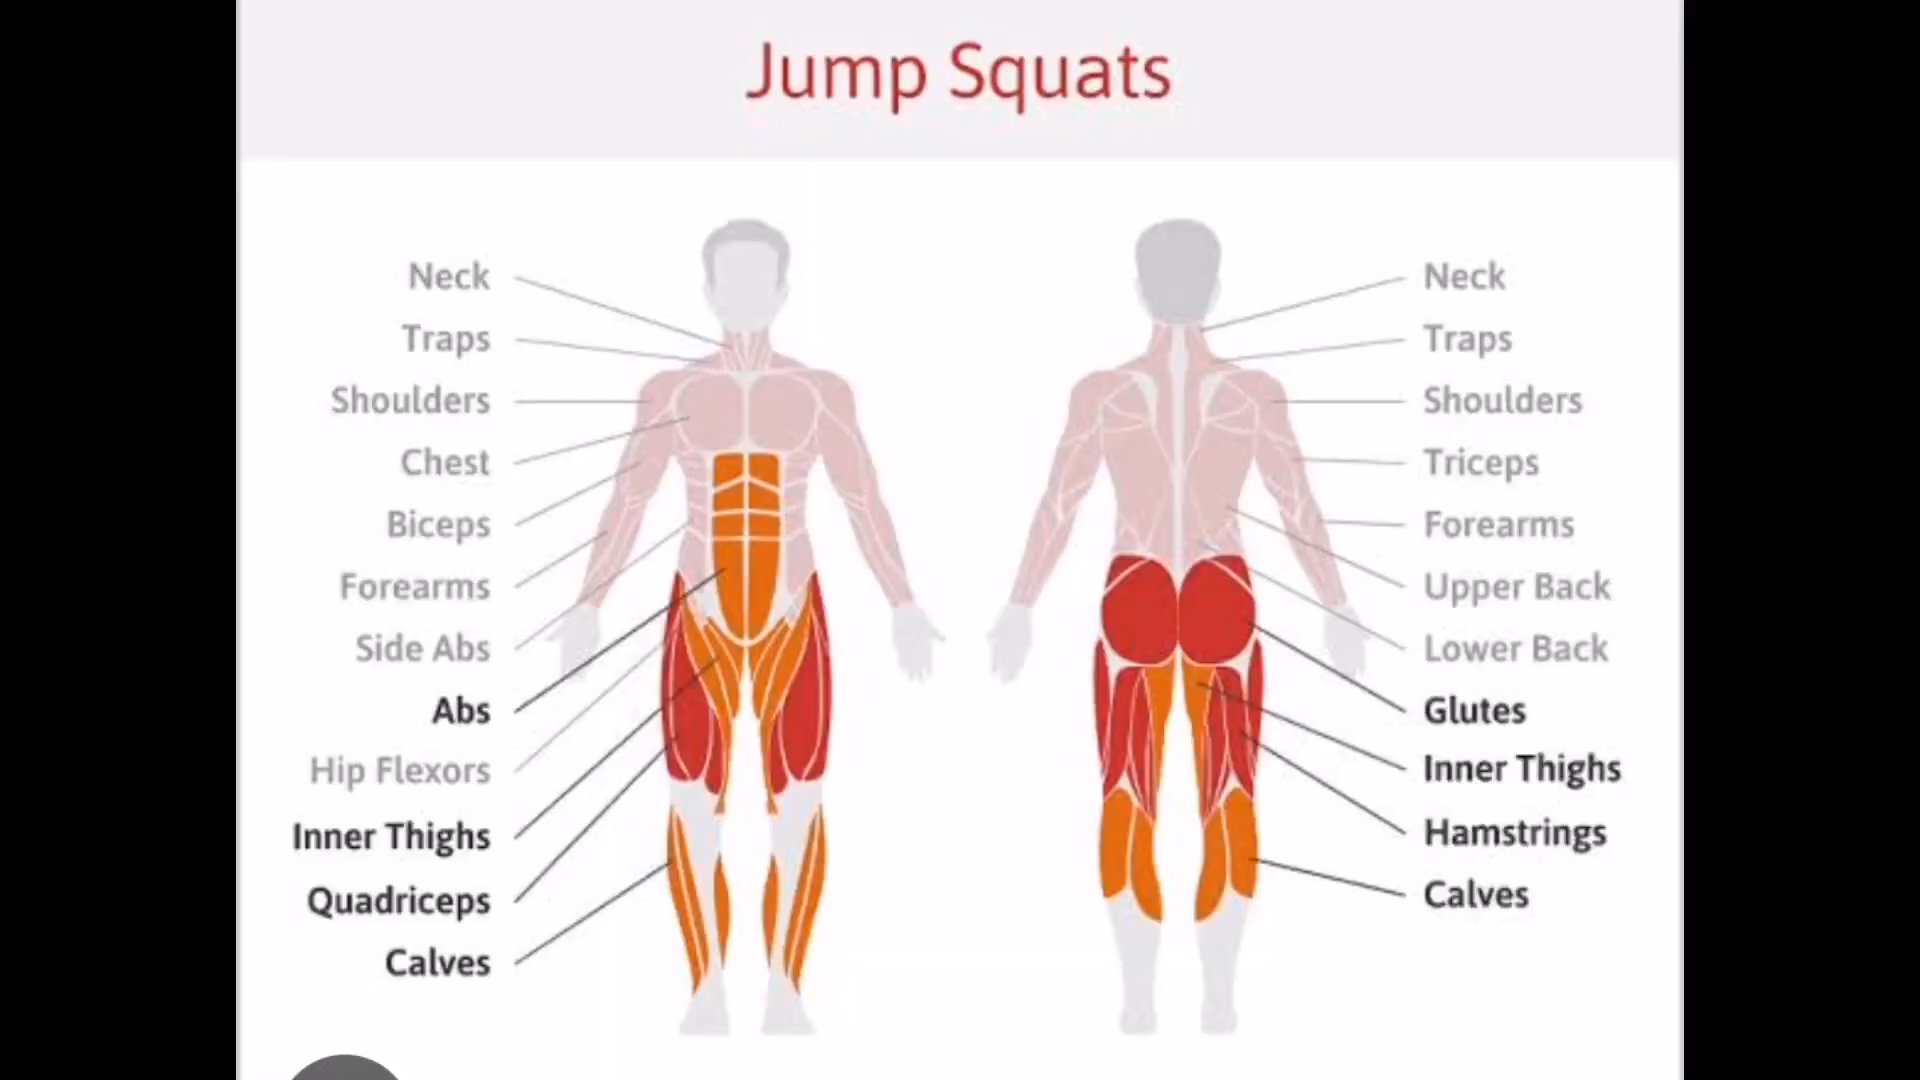 Jump Squats
Neck
Traps
Shoulders
Chest
Biceps
Forearms
Side Abs
Abs
Hip Flexors
Inner Thighs
Quadriceps
Calves
Neck
Traps
Shoulders
Triceps
Forearms
Upper Back
Lower Back
Glutes
Inner Thighs
Hamstrings
Calves